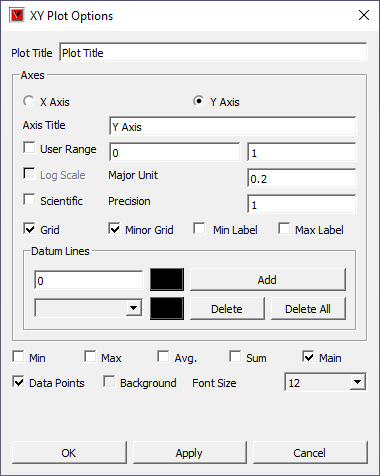 XY Plot Options
Plot Title Plot Title
Axes
X Axis Y Axis
Axis Title Y Axis
User Range 0 1
Log Scale Major Unit 0.2
Scientific Precision 1
Grid Minor Grid Min Label Max Label
Datum Lines
0 Add
Delete Delete All
Min Max Avg. Sum Main
Data Points Background Font Size 12
OK Apply Cancel